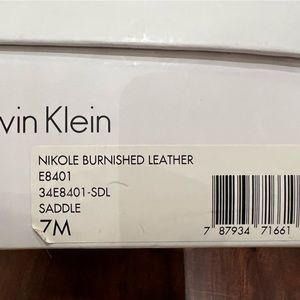 vin Klein
NIKOLE BURNISHED LEATHER
E8401
34E8401-SDL
SADDLE
7M
7 87934 71661